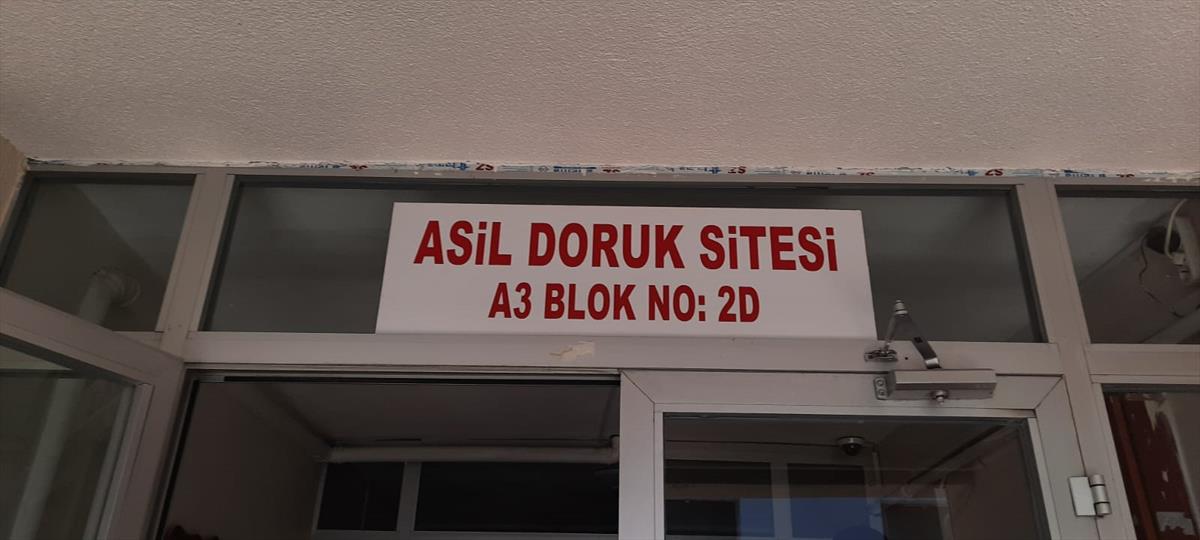 ASiL DORUK SiTESi
A3 BLOK NO: 2D